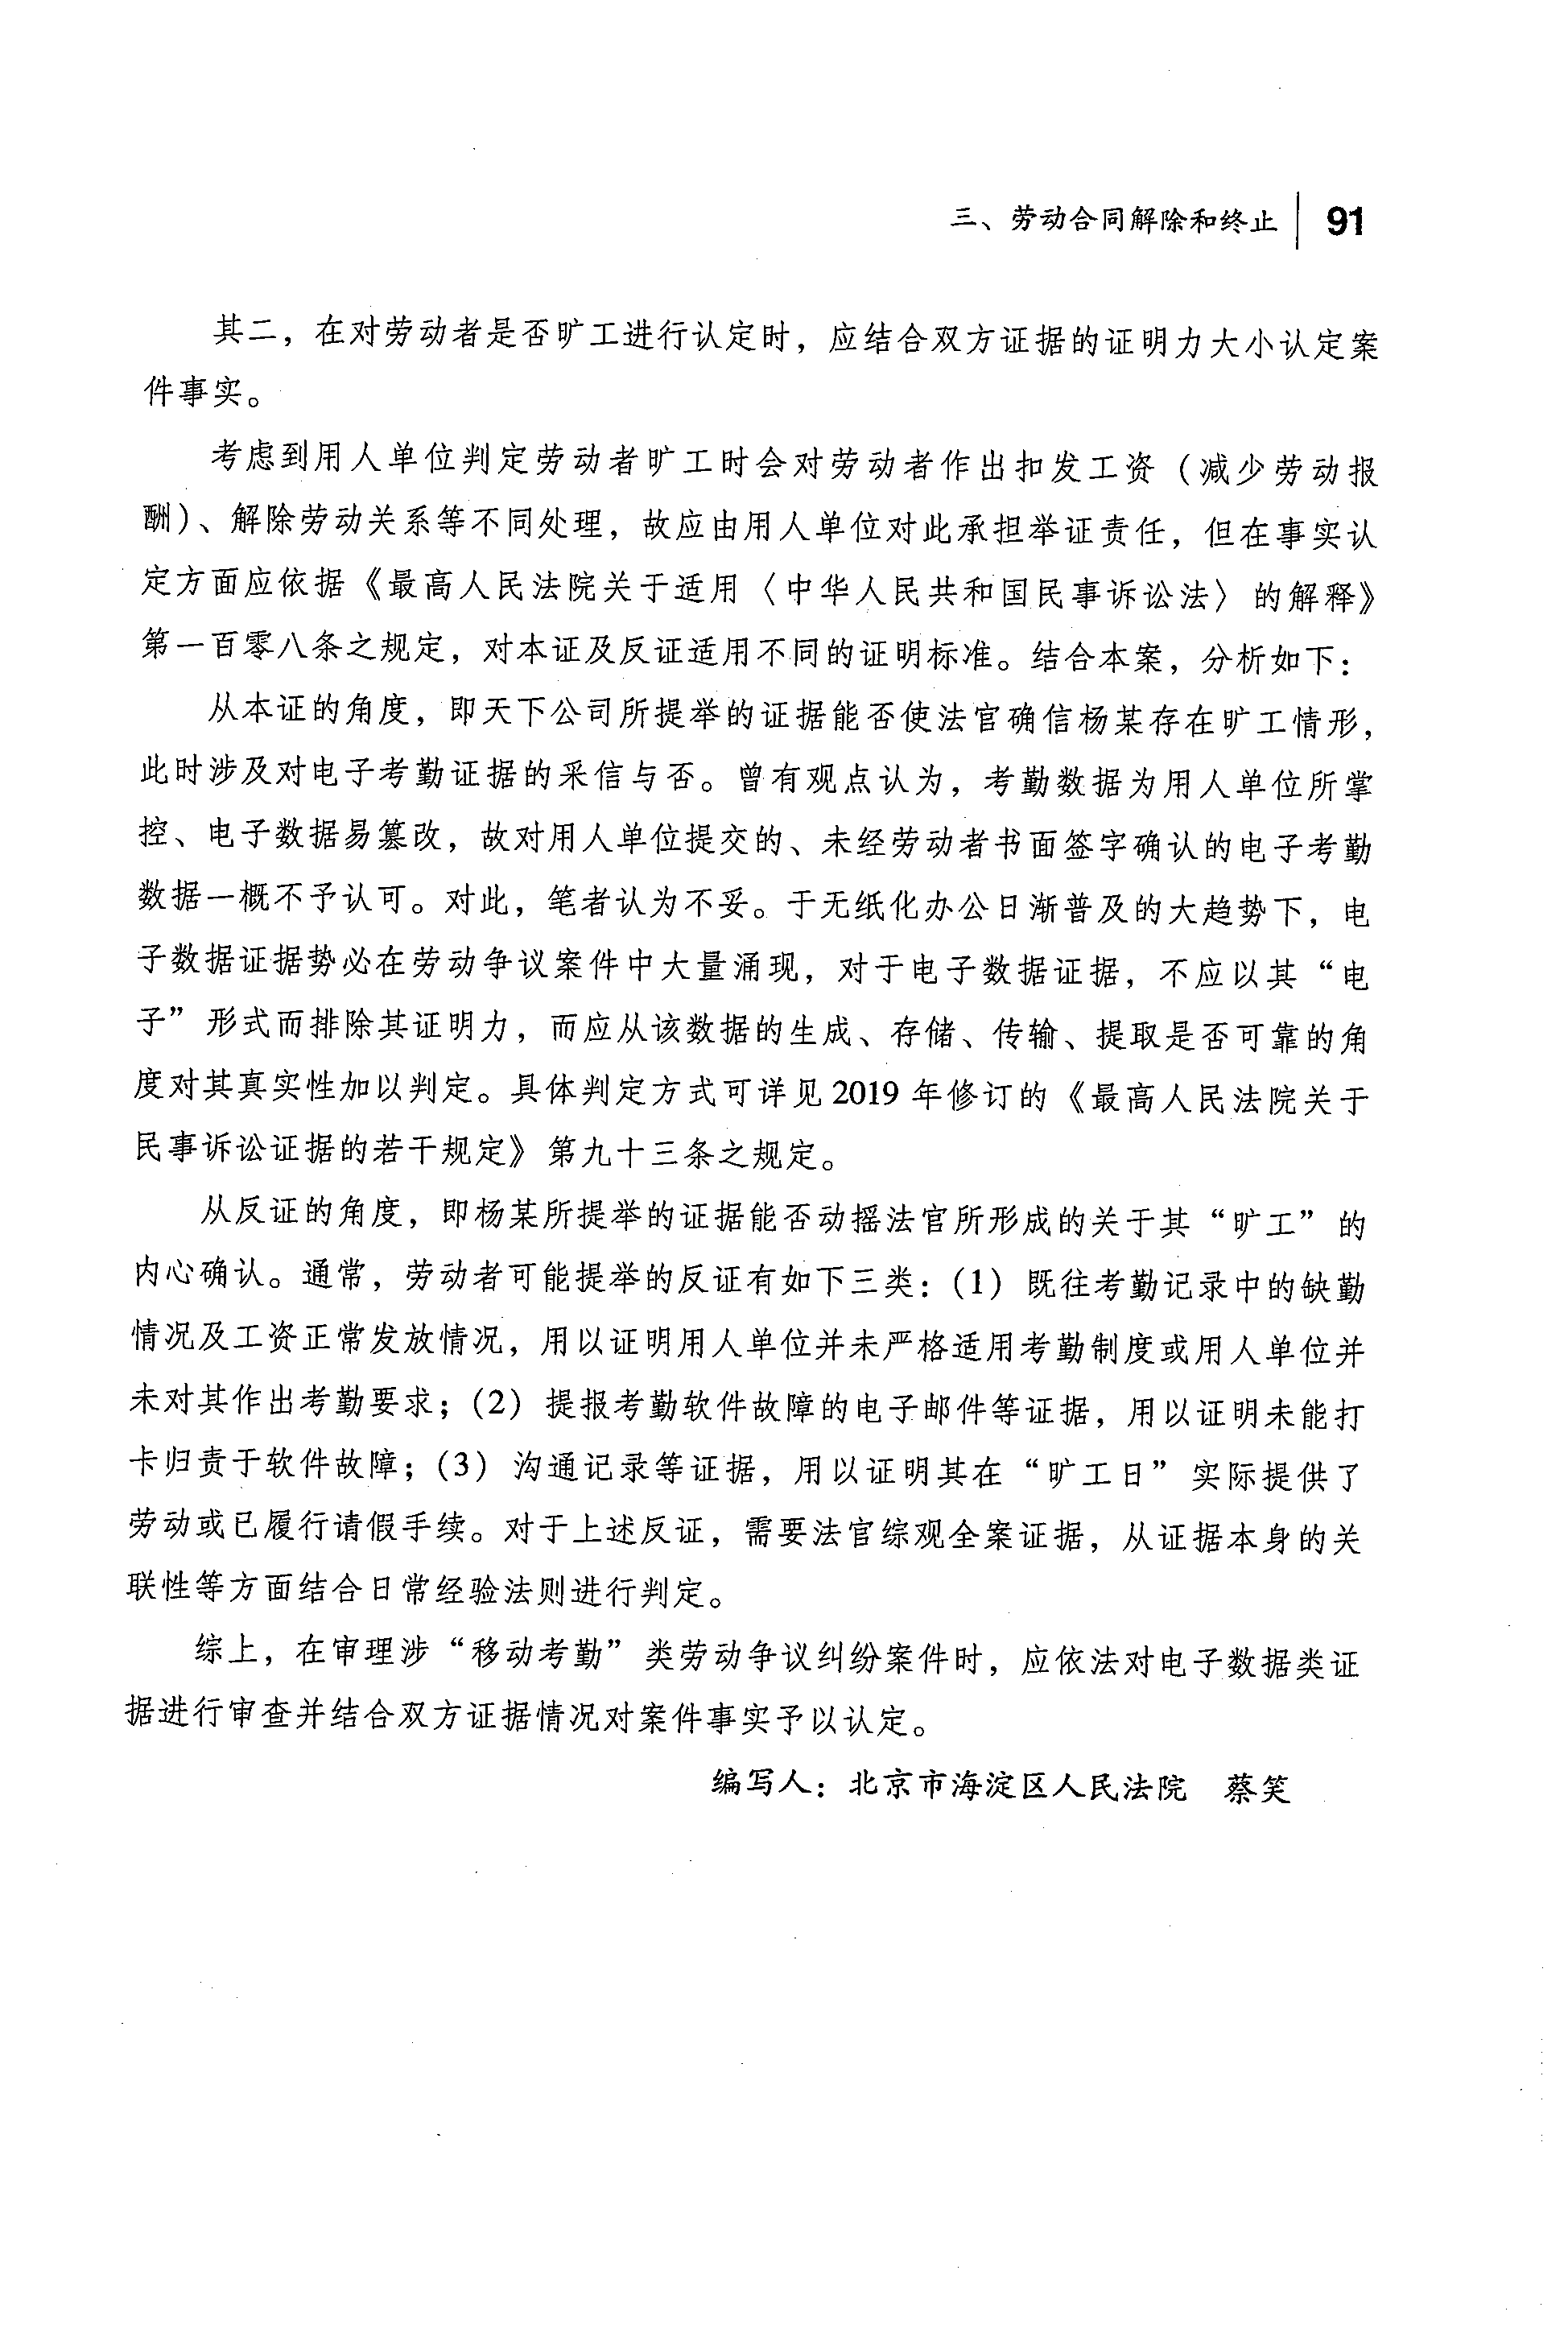 三、劳动合同解除和终止 91
其二，在对劳动者是否旷工进行认定时，应结合双方证据的证明力大小认定案
件事实。
考虑到用人单位判定劳动者旷工时会对劳动者作出扣发工资（减少劳动报
酬）、解除劳动关系等不同处理，故应由用人单位对此承担举证责任，但在事实认
定方面应依据《最高人民法院关于适用〈中华人民共和国民事诉讼法〉的解释》
第一百零八条之规定，对本证及反证适用不同的证明标准。结合本案，分析如下：
从本证的角度，即天下公司所提举的证据能否使法官确信杨某存在旷工情形，
此时涉及对电子考勤证据的采信与否。曾有观点认为，考勤数据为用人单位所掌
控、电子数据易篡改，故对用人单位提交的、未经劳动者书面签字确认的电子考勤
数据一概不予认可。对此，笔者认为不妥。于无纸化办公日渐普及的大趋势下，电
子数据证据势必在劳动争议案件中大量涌现，对于电子数据证据，不应以其“电
子”形式而排除其证明力，而应从该数据的生成、存储、传输、提取是否可靠的角
度对其真实性加以判定。具体判定方式可详见2019年修订的《最高人民法院关于
民事诉讼证据的若干规定》第九十三条之规定。
从反证的角度，即杨某所提举的证据能否动摇法官所形成的关于其“旷工”的
内心确认。通常，劳动者可能提举的反证有如下三类：（1）既往考勤记录中的缺勤
情况及工资正常发放情况，用以证明用人单位并未严格适用考勤制度或用人单位并
未对其作出考勤要求；（2）提报考勤软件故障的电子邮件等证据，用以证明未能打
卡归责于软件故障；（3）沟通记录等证据，用以证明其在“旷工日”实际提供了
劳动或已履行请假手续。对于上述反证，需要法官综观全案证据，从证据本身的关
联性等方面结合日常经验法则进行判定。
综上，在审理涉“移动考勤”类劳动争议纠纷案件时，应依法对电子数据类证
据进行审查并结合双方证据情况对案件事实予以认定。
编写人：北京市海淀区人民法院 蔡笑